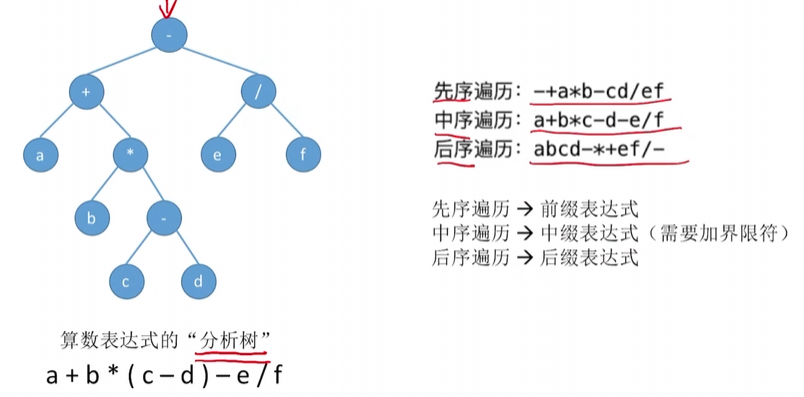 -
+ /
a * e f
b -
c d
先序遍历：-+a*b-cd/ef
中序遍历：a+b*c-d-e/f
后序遍历：abcd-*+ef/-
先序遍历 → 前缀表达式
中序遍历 → 中缀表达式（需要加界限符）
后序遍历 → 后缀表达式
算数表达式的“分析树”
a+b*(c−d)−e/f